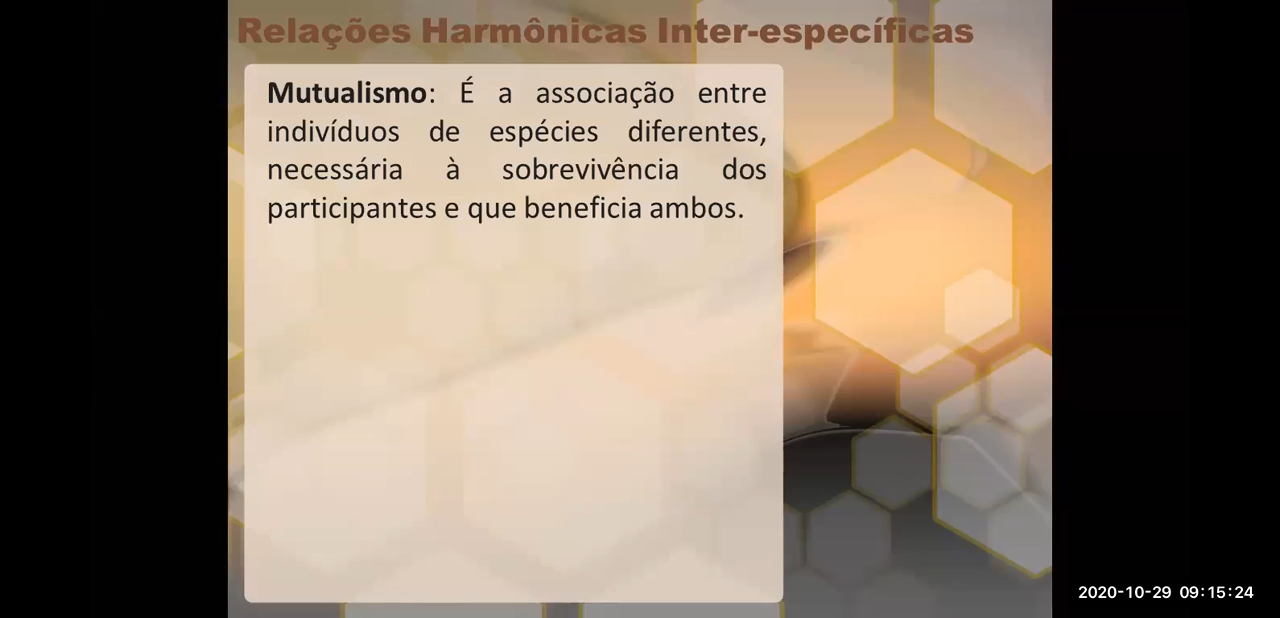 Relações Harmônicas Inter-específicas
Mutualismo: É a associação entre
indivíduos de espécies diferentes,
necessária à sobrevivência dos
participantes e que beneficia ambos.
2020-10-29 09:15:24